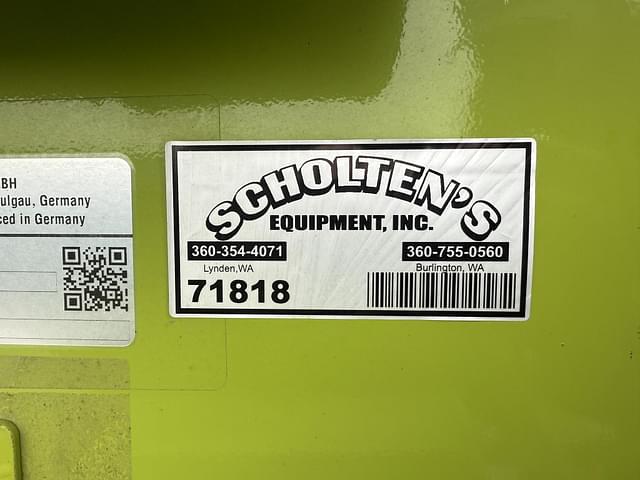 BH
ulgau, Germany
ced in Germany
SCHOLTEN'S
EQUIPMENT, INC.
360-354-4071
360-755-0560
Lynden,WA
Burlington, WA
71818